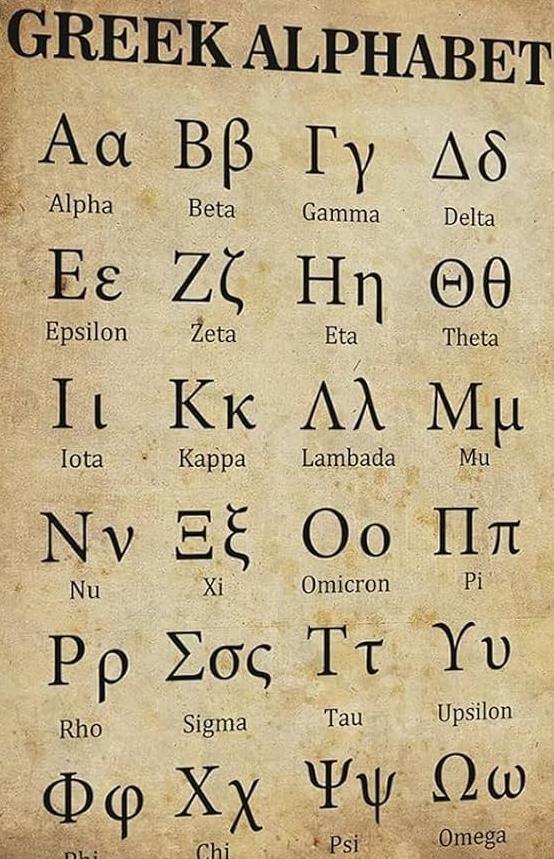 GREEK ALPHABET
Αα Ββ Γγ Δδ
Alpha Beta Gamma Delta
Εε Ζζ Ηη Θθ
Epsilon Zeta Eta Theta
Ιι Κκ Λλ Μμ
Iota Kappa Lambada Mu
Νν Ξξ Οο Ππ
Nu Xi Omicron Pi
Ρρ Σσς Ττ ϒυ
Rho Sigma Tau Upsilon
Φφ Χχ Ψψ Ωω
Phi Chi Psi Omega